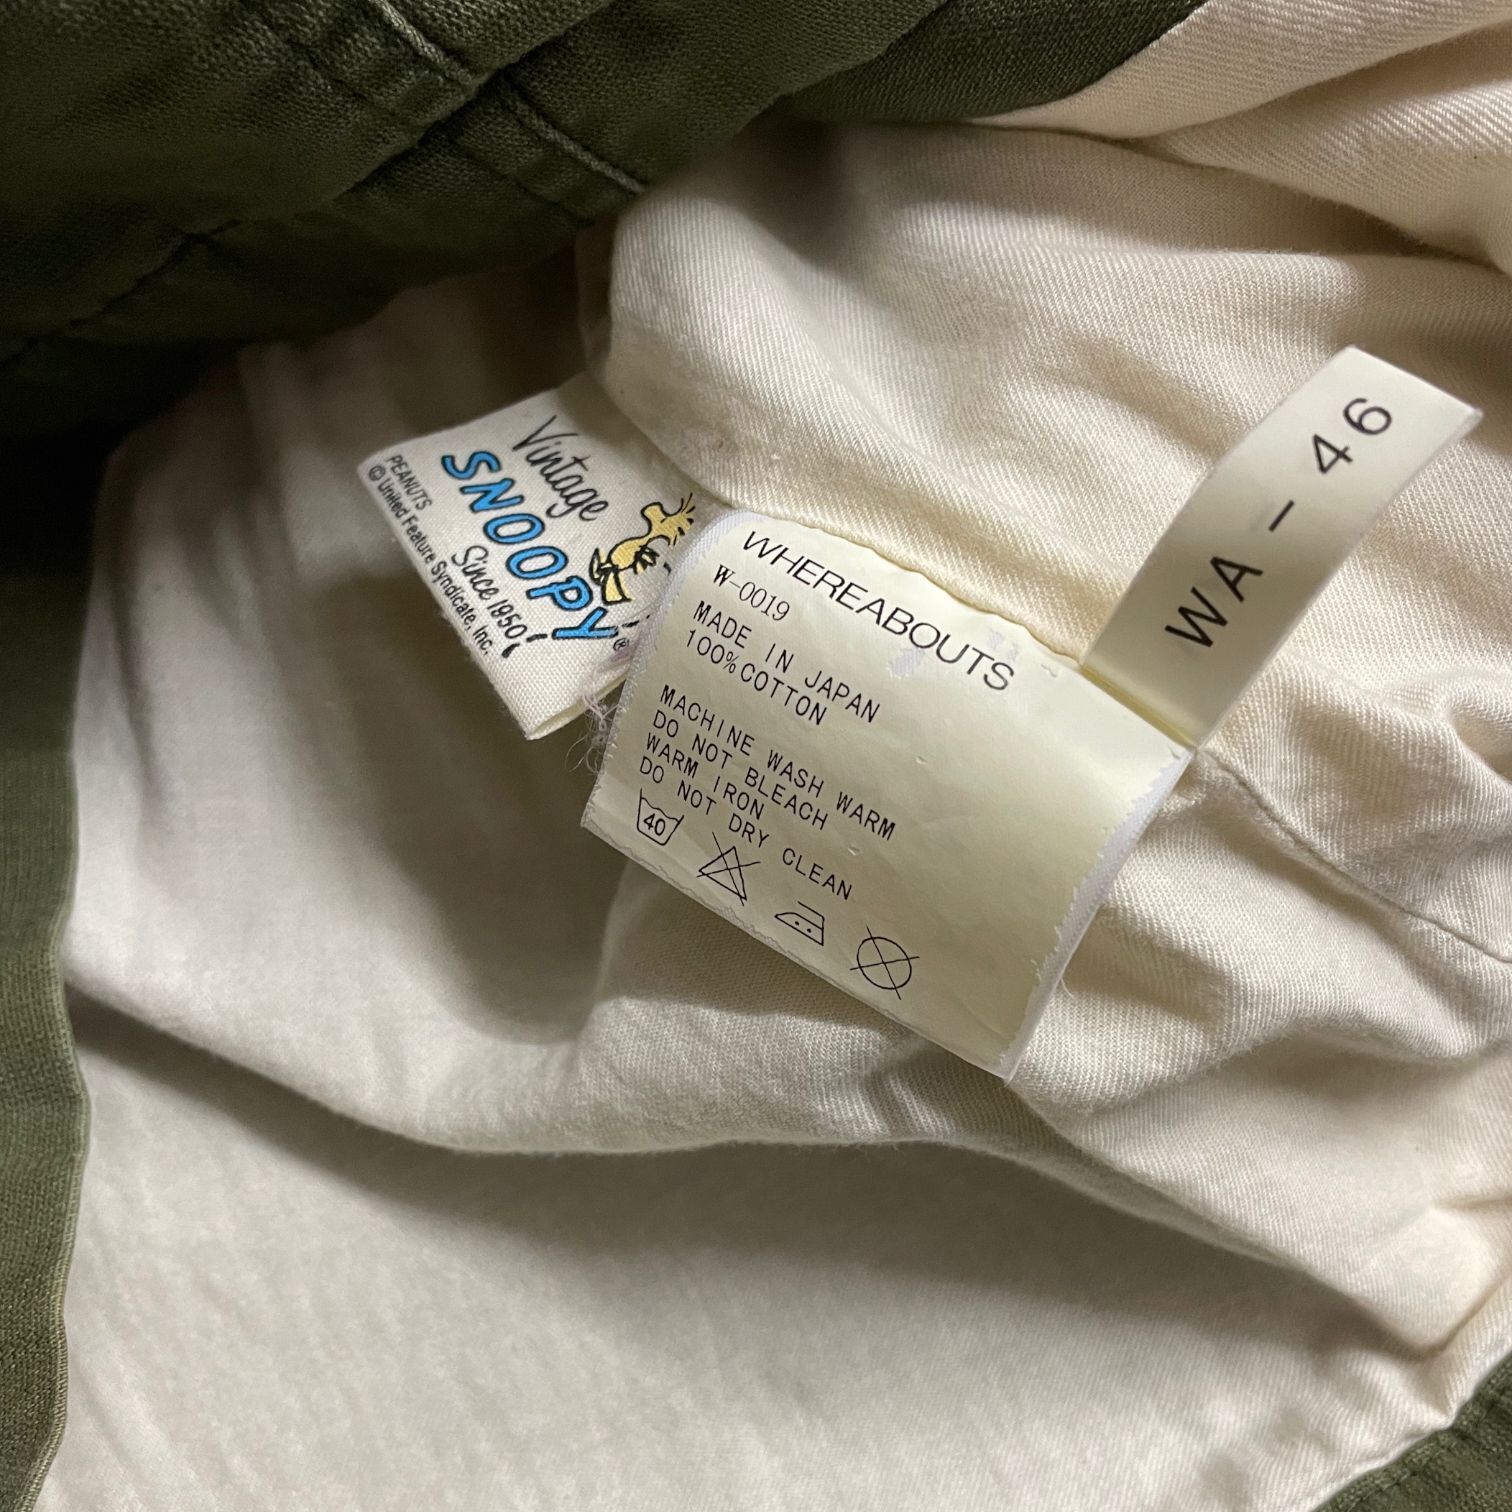 Vintage
SNOOPY®
Since 1950
PEANUTS
© United Feature Syndicate, Inc.
WHEREABOUTS
W-0019
MADE IN JAPAN
100%COTTON
MACHINE WASH WARM
DO NOT BLEACH
WARM IRON
DO NOT DRY CLEAN
40
WA-46